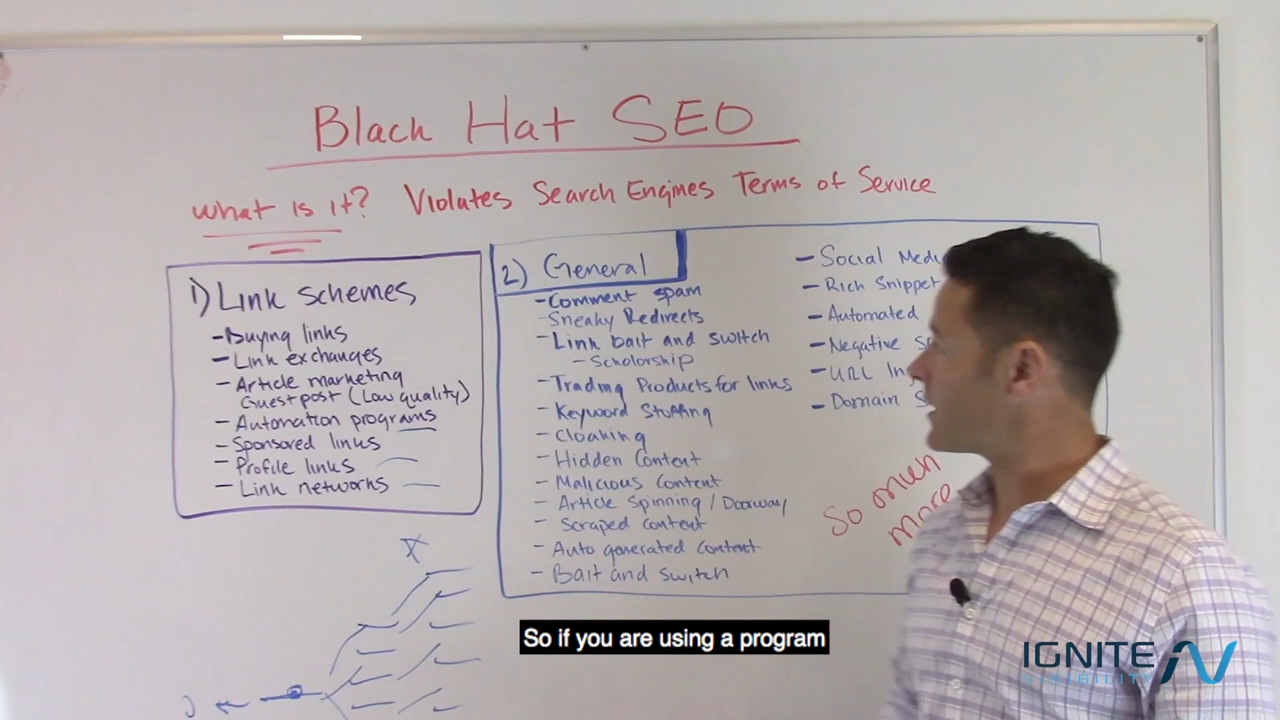 Black Hat SEO
what is it? Violates Search Engines Terms of Service
1) Link schemes
- Buying links
- Link exchanges
- Article marketing
Guest post (Low quality)
- Automation programs
- Sponsored links
- Profile links
- Link networks
2) General
- Comment spam
- Sneaky Redirects
- Link bait and switch
- Scholorship
- Trading Products for links
- Keyword Stuffing
- Cloaking
- Hidden Content
- Malicious Content
- Article Spinning / Doorway
- Scraped content
- Auto generated content
- Bait and switch
- Social
- Rich Snippet
- Automated
- Negative
- URL
- Domain
So much
more
So if you are using a program
IGNITE
VISIBILITY